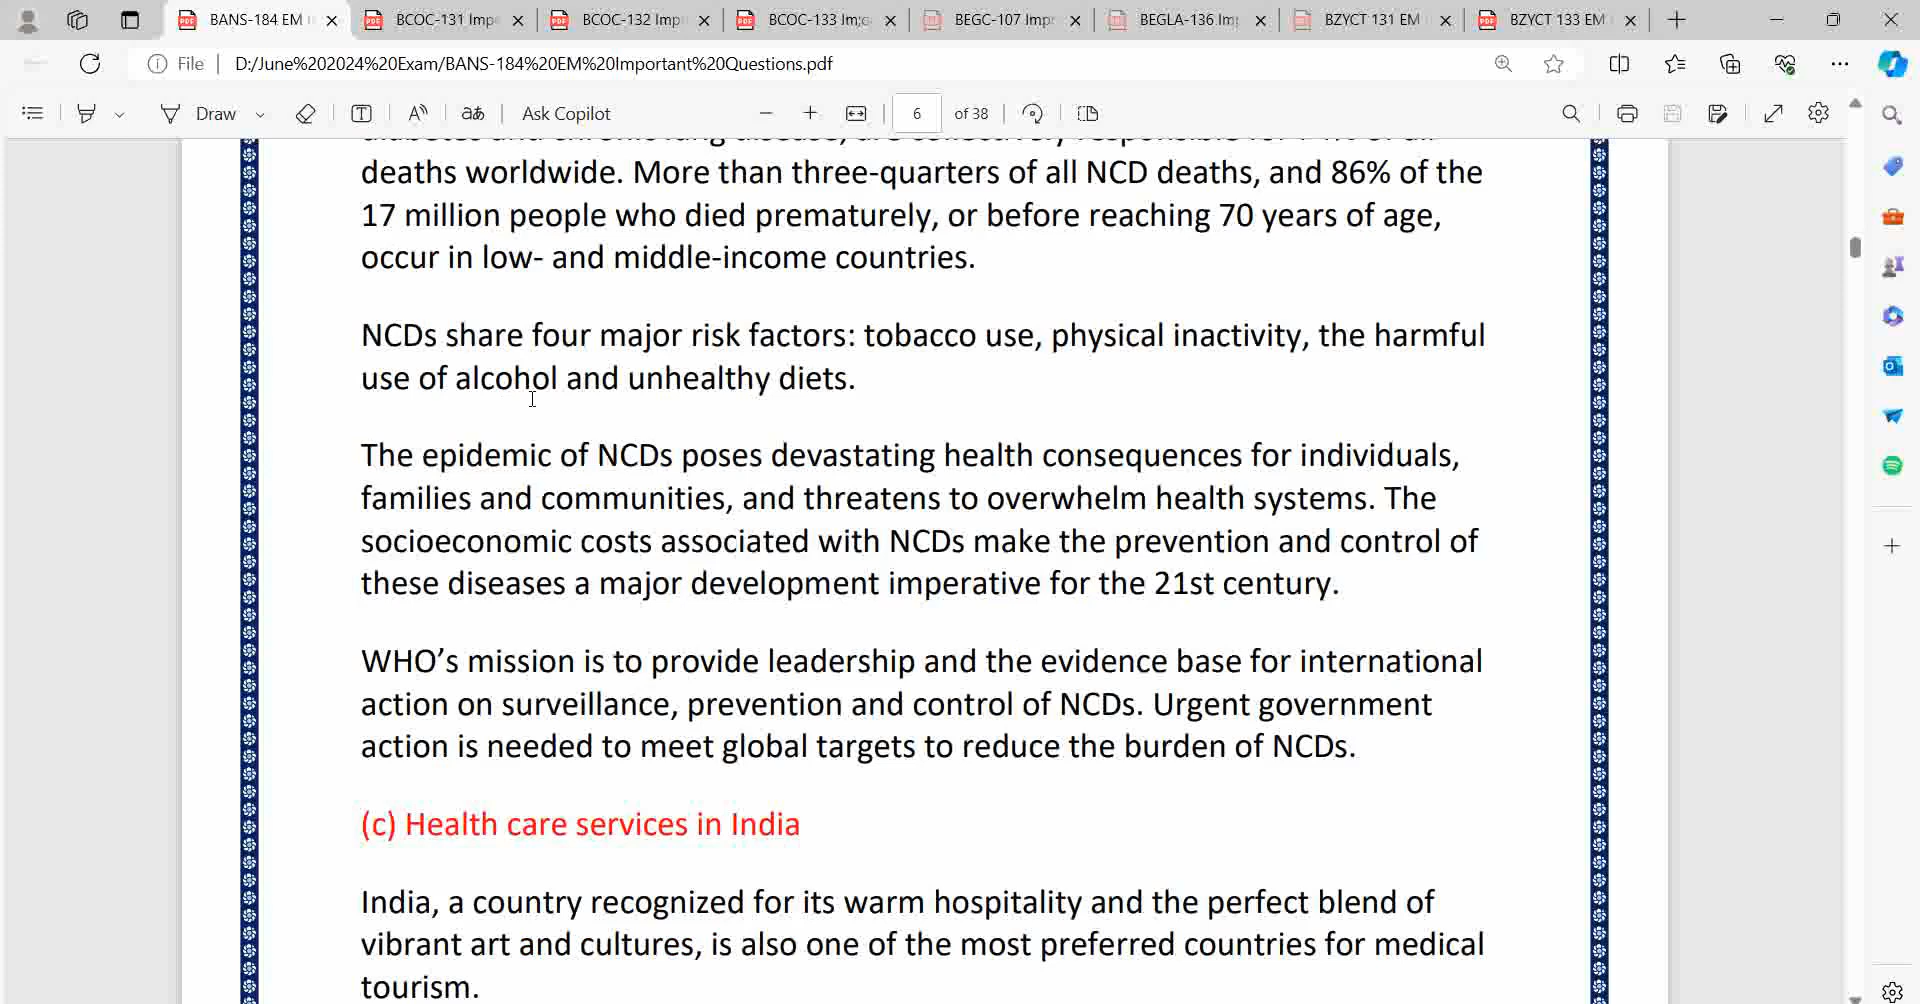 BANS-184 EM
BCOC-131 Imp
BCOC-132 Imp
BCOC-133 Im;c
BEGC-107 Imp
BEGLA-136 Im
BZYCT 131 EM
BZYCT 133 EM
File
D:/June%202024%20Exam/BANS-184%20EM%20Important%20Questions.pdf
Draw
Ask Copilot
6 of 38
deaths worldwide. More than three-quarters of all NCD deaths, and 86% of the
17 million people who died prematurely, or before reaching 70 years of age,
occur in low- and middle-income countries.
NCDs share four major risk factors: tobacco use, physical inactivity, the harmful
use of alcohol and unhealthy diets.
The epidemic of NCDs poses devastating health consequences for individuals,
families and communities, and threatens to overwhelm health systems. The
socioeconomic costs associated with NCDs make the prevention and control of
these diseases a major development imperative for the 21st century.
WHO’s mission is to provide leadership and the evidence base for international
action on surveillance, prevention and control of NCDs. Urgent government
action is needed to meet global targets to reduce the burden of NCDs.
(c) Health care services in India
India, a country recognized for its warm hospitality and the perfect blend of
vibrant art and cultures, is also one of the most preferred countries for medical
tourism.